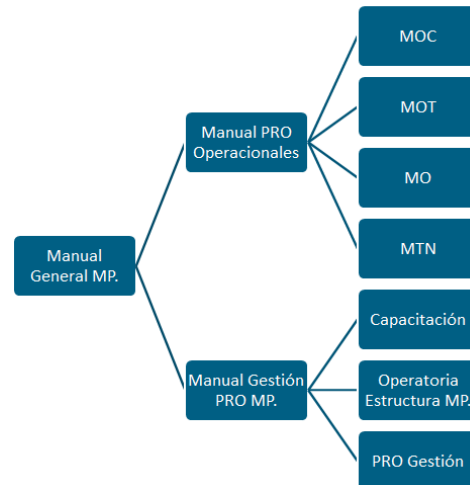 MOC
MOT
Manual PRO
Operacionales
MO
MTN
Manual
General MP.
Capacitación
Manual Gestión
PRO MP.
Operatoria
Estructura MP.
PRO Gestión